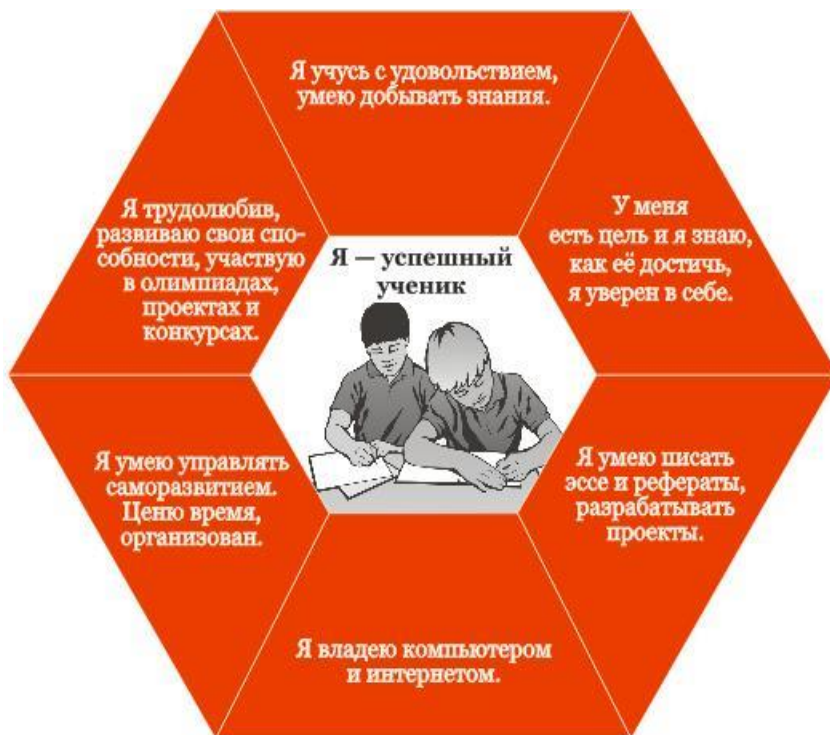 Я учусь с удовольствием,
умею добывать знания.
У меня
есть цель и я знаю,
как её достичь,
я уверен в себе.
Я умею писать
эссе и рефераты,
разрабатывать
проекты.
Я владею компьютером
и интернетом.
Я умею управлять
саморазвитием.
Ценю время,
организован.
Я трудолюбив,
развиваю свои спо-
собности, участвую
в олимпиадах,
проектах и
конкурсах.
Я — успешный
ученик